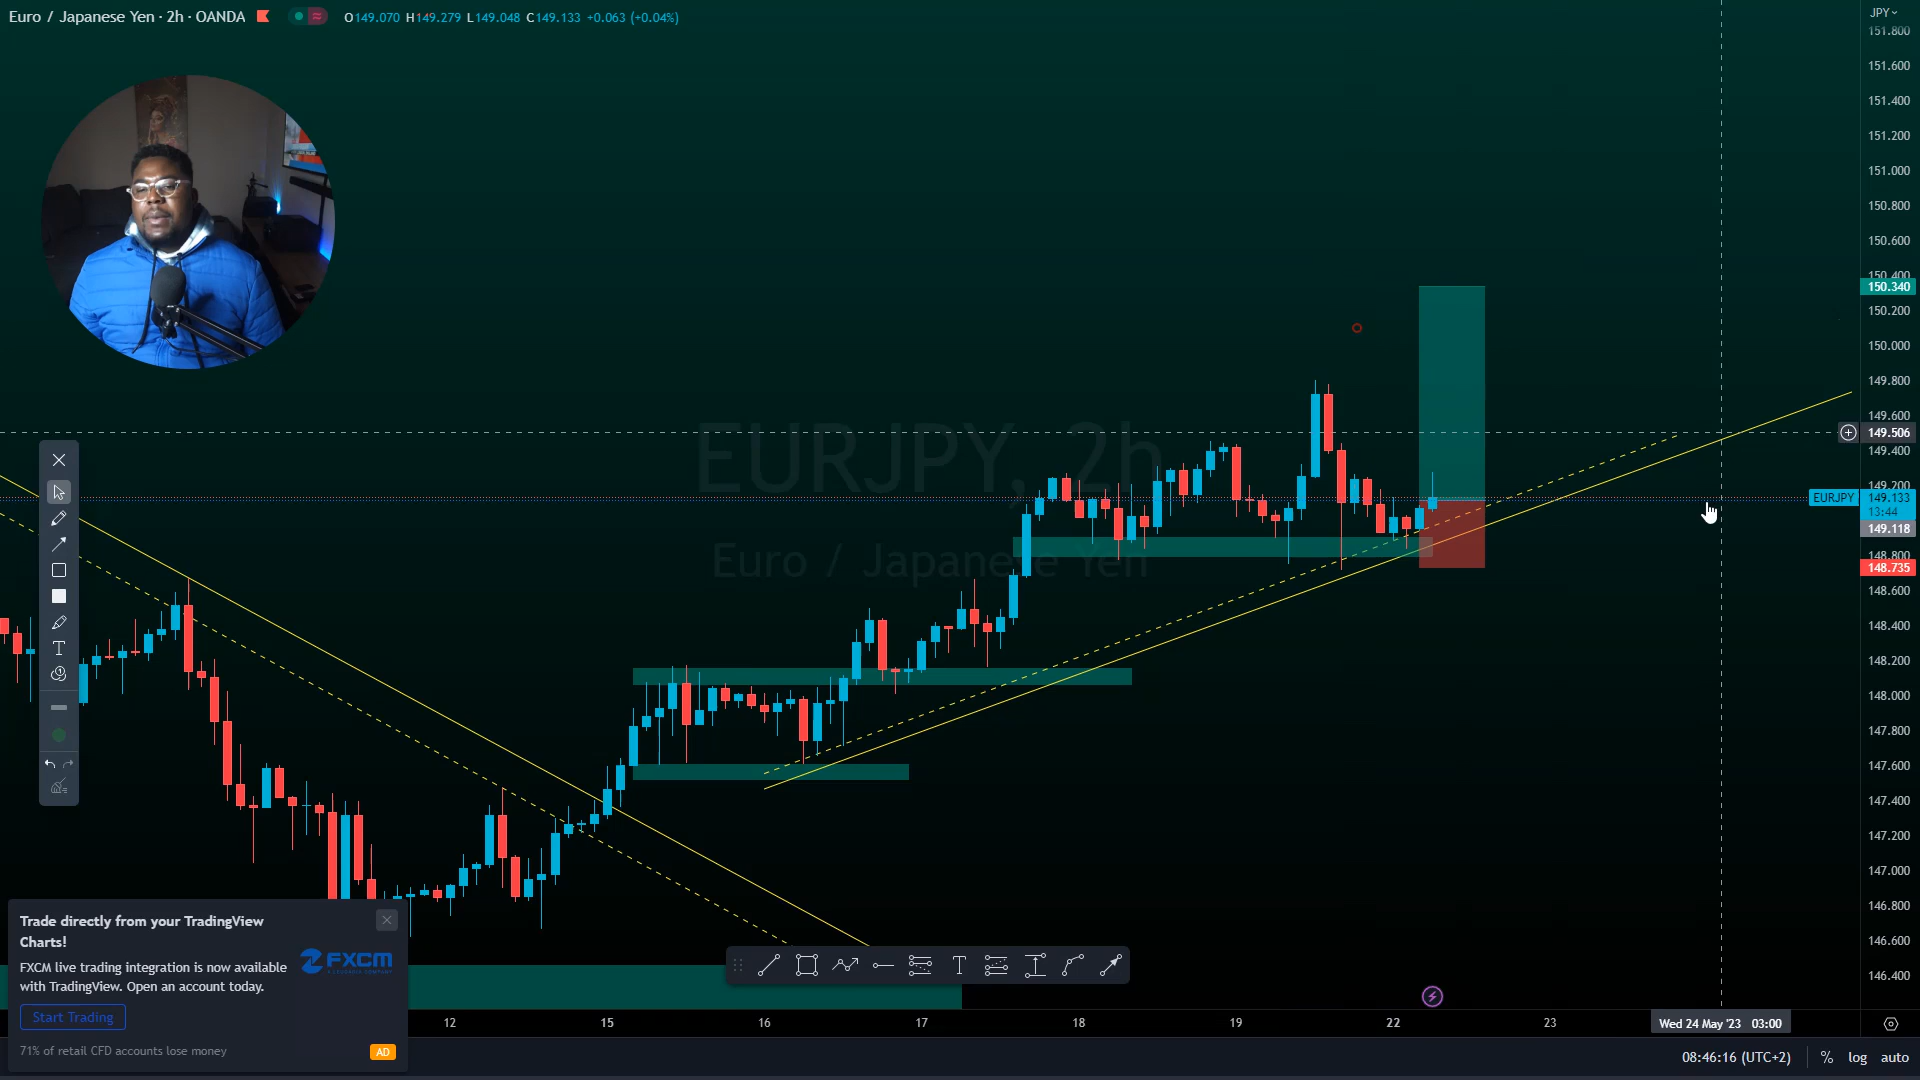 Euro / Japanese Yen · 2h · OANDA
O149.070 H149.279 L149.048 C149.133 +0.063 (+0.04%)
JPY
151.800
151.600
151.400
151.200
151.000
150.800
150.600
150.400
150.340
150.200
150.000
149.800
149.600
149.506
149.400
149.200
EURJPY 149.133
13:44
149.118
148.800
148.735
148.600
148.400
148.200
148.000
147.800
147.600
147.400
147.200
147.000
146.800
146.600
146.400
EURJPY, 2h
Euro / Japanese Yen
Trade directly from your TradingView
Charts!
FXCM live trading integration is now available
with TradingView. Open an account today.
FXCM
Start Trading
71% of retail CFD accounts lose money
AD
12 15 16 17 18 19 22 23 Wed 24 May '23 03:00
08:46:16 (UTC+2) % log auto